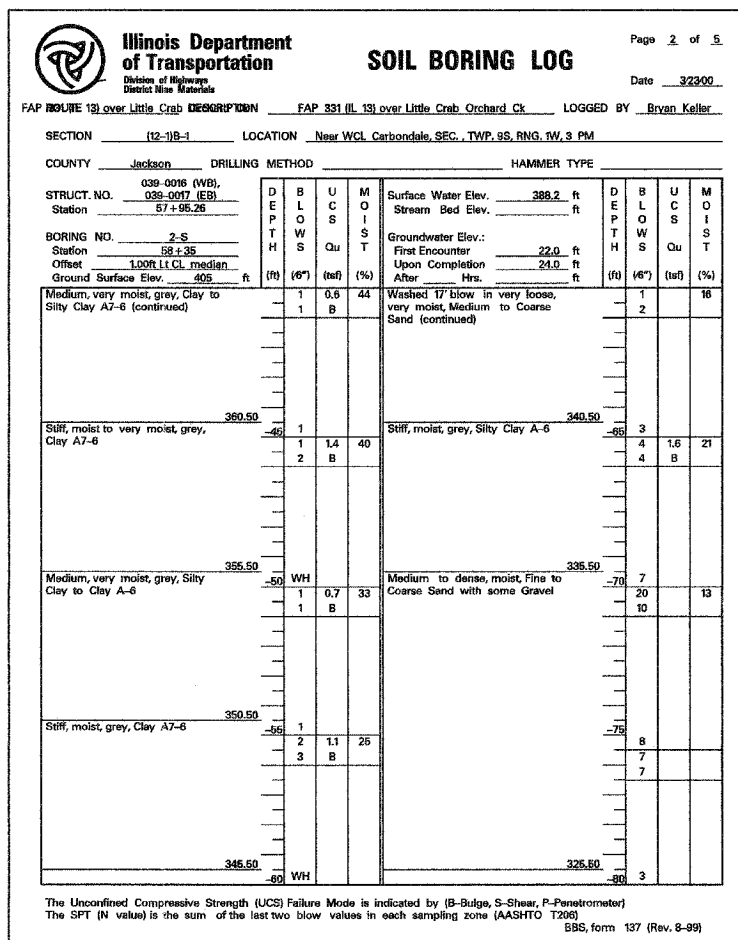 Illinois Department
of Transportation
Division of Highways
District Nine Materials
SOIL BORING LOG
Page 2 of 5
Date 3/23/00
ROUTE DESCRIPTION FAP 331 (IL 13) over Little Crab Orchard Ck LOGGED BY Bryan Keller
SECTION (12-1)B-1 LOCATION Near WCL Carbondale, SEC. , TWP. 9S, RNG. 1W, 3 PM
COUNTY Jackson DRILLING METHOD HAMMER TYPE
STRUCT. NO. 039-0016 (WB),
039-0017 (EB)
Station 57+95.26
BORING NO. 2-S
Station 58+35
Offset 1.00ft Lt CL median
Ground Surface Elev. 405 ft
DEPTH (ft)
BLOWS (/6")
UCS Qu (tsf)
MOIST (%)
Surface Water Elev. 388.2 ft
Stream Bed Elev. ft
Groundwater Elev.:
First Encounter 22.0 ft
Upon Completion 24.0 ft
After Hrs. ft
DEPTH (ft)
BLOWS (/6")
UCS Qu (tsf)
MOIST (%)
Medium, very moist, grey, Clay to 1 0.6 44
Silty Clay A7-6 (continued) 1 B
360.50
Stiff, moist to very moist, grey, -45 1
Clay A7-6 1 1.4 40
2 B
355.50
Medium, very moist, grey, Silty -50 WH
Clay to Clay A-6 1 0.7 33
1 B
350.50
Stiff, moist, grey, Clay A7-6 -55 1
2 1.1 25
3 B
345.50
-60 WH
Washed 17' blow in very loose, 1 16
very moist, Medium to Coarse 2
Sand (continued)
340.50
Stiff, moist, grey, Silty Clay A-6 -65 3
4 1.6 21
4 B
335.50
Medium to dense, moist, Fine to -70 7
Coarse Sand with some Gravel 20 13
10
-75
8
7
7
325.50
-80 3
The Unconfined Compressive Strength (UCS) Failure Mode is indicated by (B-Bulge, S-Shear, P-Penetrometer)
The SPT (N value) is the sum of the last two blow values in each sampling zone (AASHTO T206)
BBS, form 137 (Rev. 8-99)